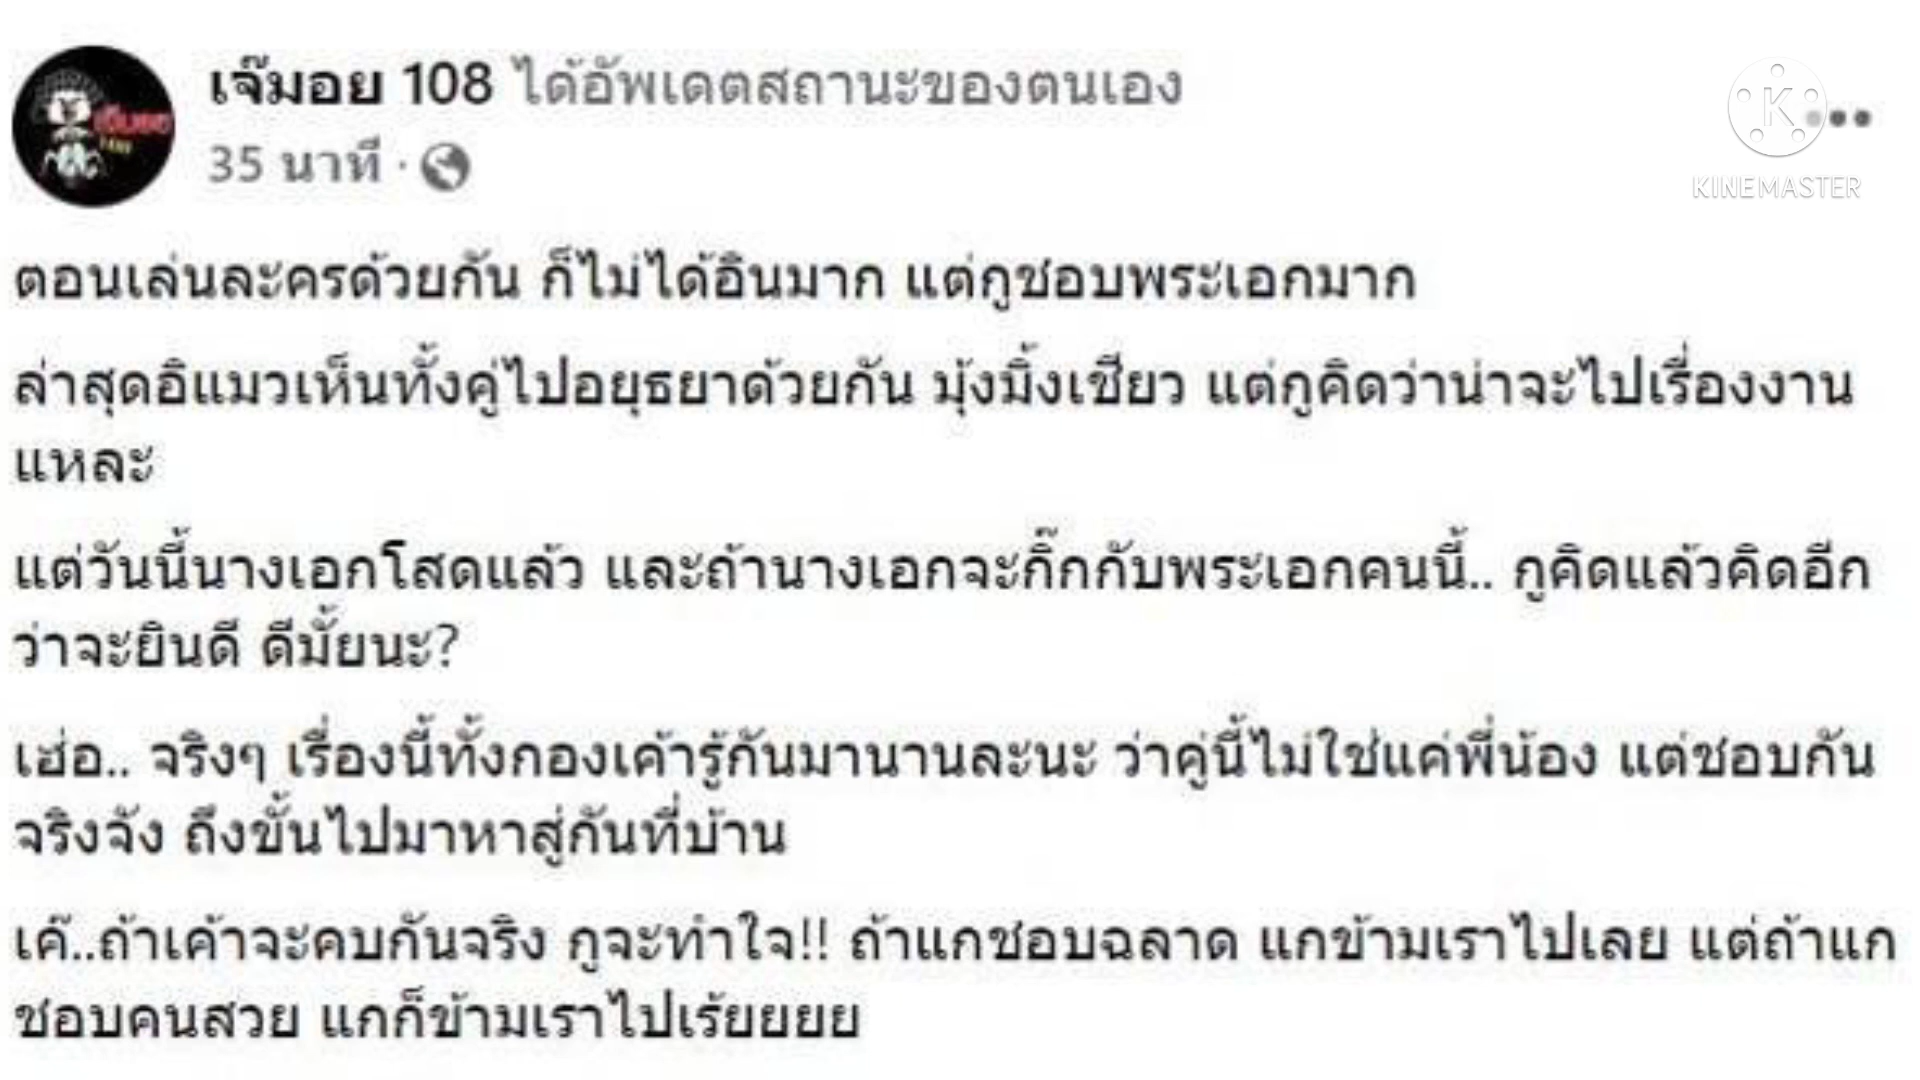 เจ๊มอย 108 ได้อัพเดตสถานะของตนเอง
35 นาที ·
KINEMASTER
ตอนเล่นละครด้วยกัน ก็ไม่ได้อินมาก แต่กูชอบพระเอกมาก
ล่าสุดอิแมวเห็นทั้งคู่ไปอยุธยาด้วยกัน มุ้งมิ้งเชียว แต่กูคิดว่าน่าจะไปเรื่องงาน
แหละ
แต่วันนี้นางเอกโสดแล้ว และถ้านางเอกจะกิ๊กกับพระเอกคนนี้.. กูคิดแล้วคิดอีก
ว่าจะยินดี ดีมั้ยนะ?
เฮ่อ.. จริงๆ เรื่องนี้ทั้งกองเค้ารู้กันมานานละนะ ว่าคู่นี้ไม่ใช่แค่พี่น้อง แต่ชอบกัน
จริงจัง ถึงขั้นไปมาหาสู่กันที่บ้าน
เค๊..ถ้าเค้าจะคบกันจริง กูจะทำใจ!! ถ้าแกชอบฉลาด แกข้ามเราไปเลย แต่ถ้าแก
ชอบคนสวย แกก็ข้ามเราไปเร้ยยยย